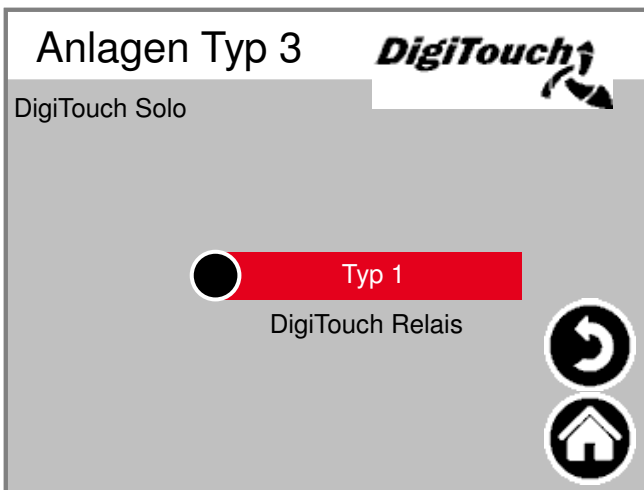 Anlagen Typ 3
DigiTouch
DigiTouch Solo
Typ 1
DigiTouch Relais